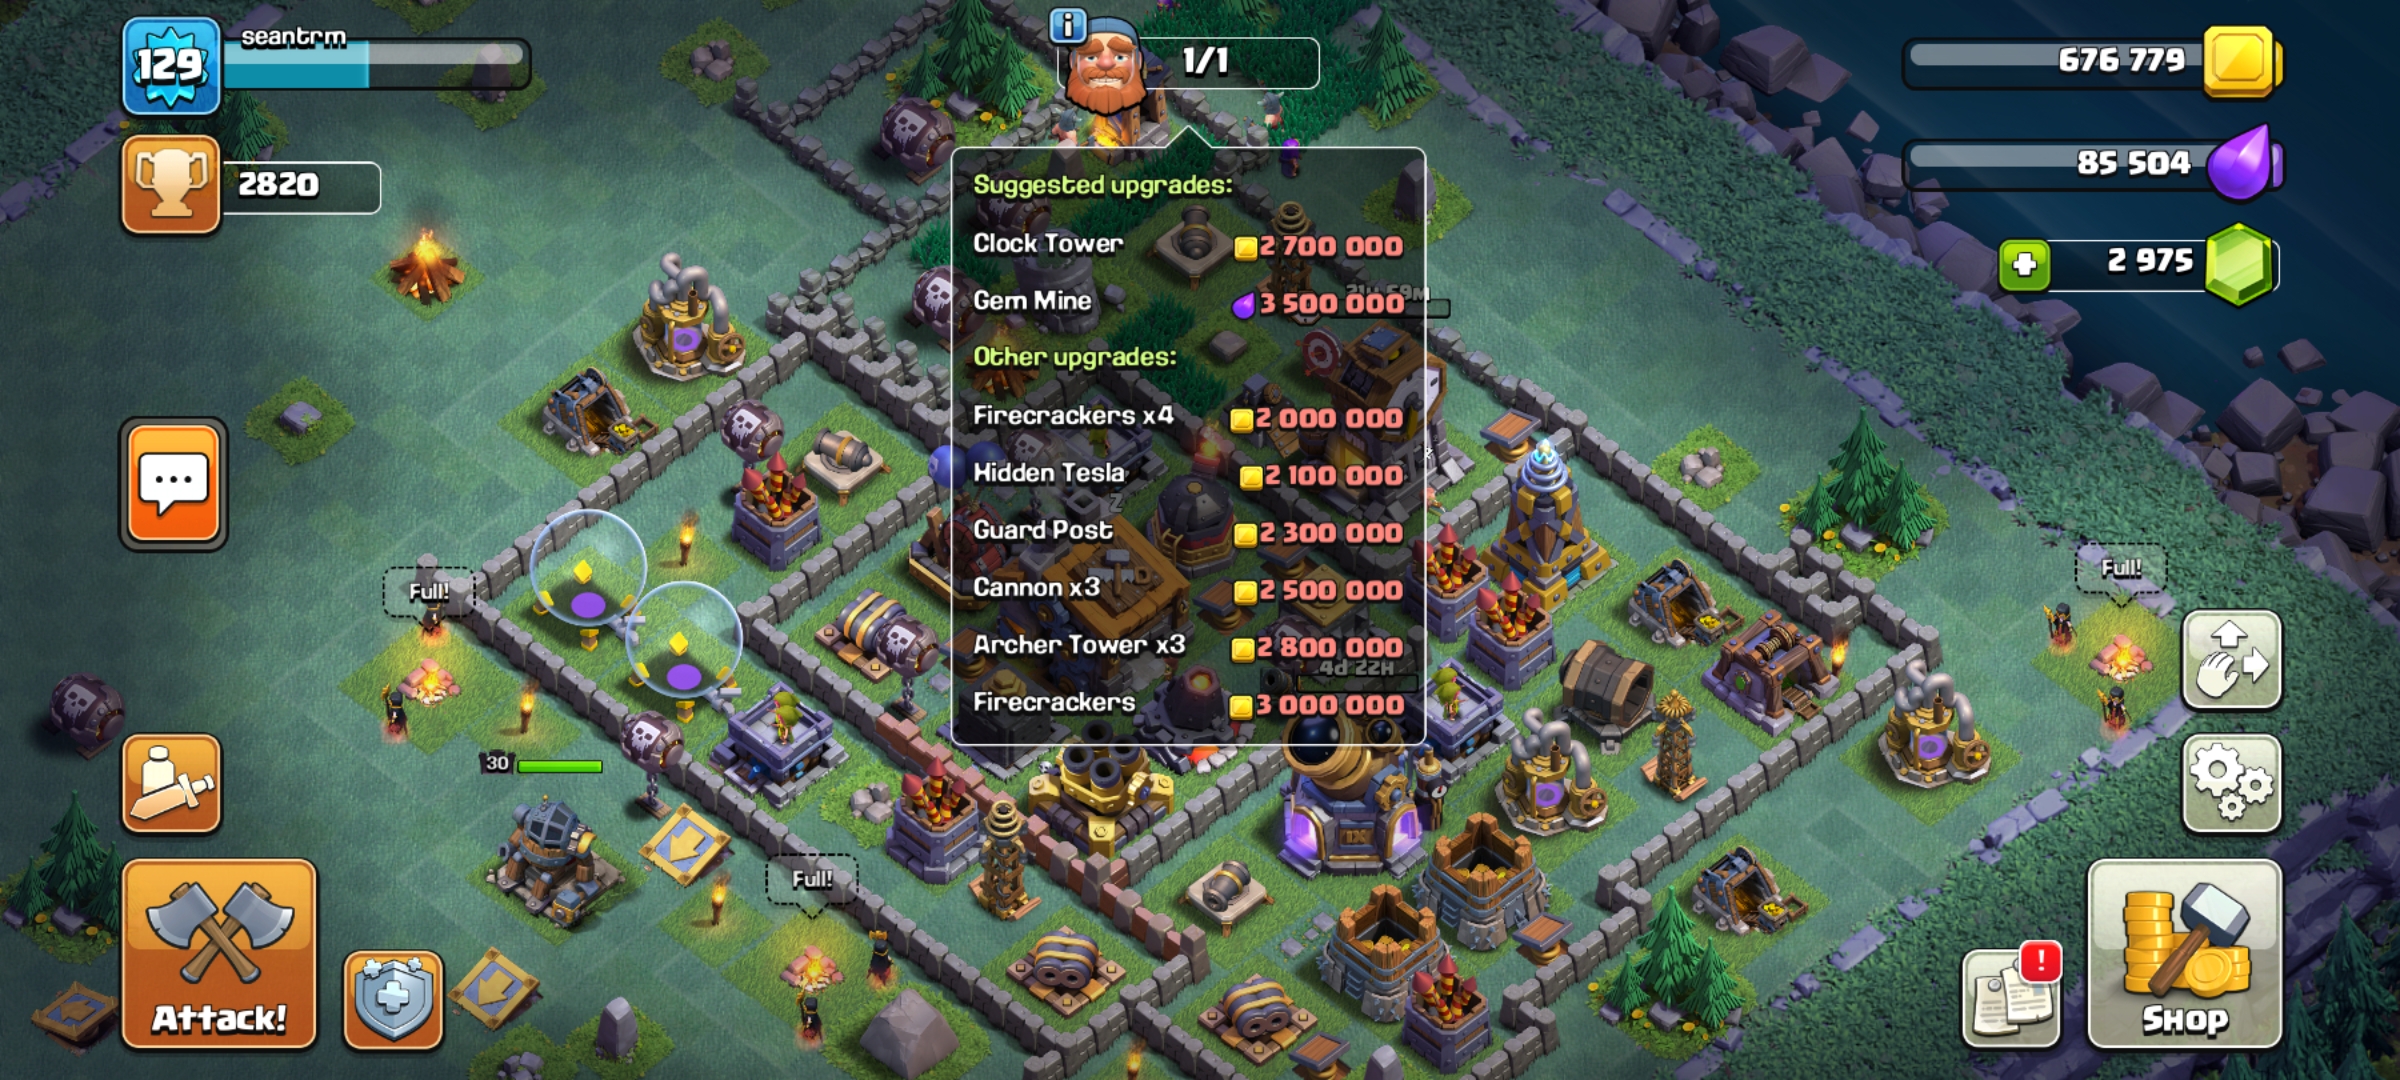 129
seantrm
1/1
676 779
2820
85 504
2 975
Suggested upgrades:
Clock Tower 2 700 000
Gem Mine 3 500 000
Other upgrades:
Firecrackers x4 2 000 000
Hidden Tesla 2 100 000
Guard Post 2 300 000
Cannon x3 2 500 000
Archer Tower x3 2 800 000
4d 22H
Firecrackers 3 000 000
Full!
Full!
30
Full!
Attack!
!
Shop